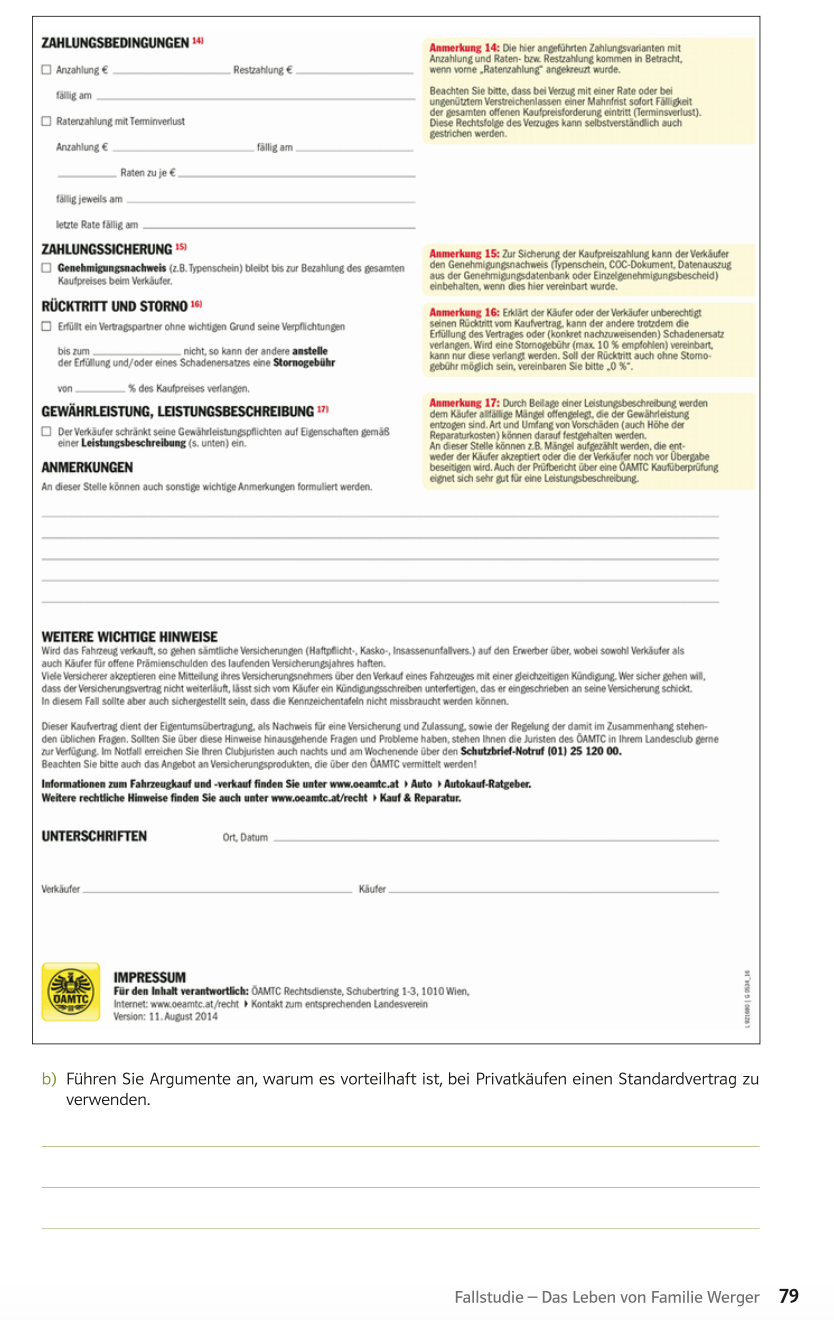 ZAHLUNGSBEDINGUNGEN 14)
Anzahlung € Restzahlung €
fällig am
Ratenzahlung mit Terminverlust
Anzahlung € fällig am
Raten zu je €
fällig jeweils am
letzte Rate fällig am
Anmerkung 14: Die hier angeführten Zahlungsvarianten mit
Anzahlung und Raten- bzw. Restzahlung kommen in Betracht,
wenn vorne „Ratenzahlung“ angekreuzt wurde.
Beachten Sie bitte, dass bei Verzug mit einer Rate oder bei
ungenütztem Verstreichenlassen einer Mahnfrist sofort Fälligkeit
der gesamten offenen Kaufpreisforderung eintritt (Terminsverlust).
Diese Rechtsfolge des Verzuges kann selbstverständlich auch
gestrichen werden.
ZAHLUNGSSICHERUNG 15)
Genehmigungsnachweis (z.B. Typenschein) bleibt bis zur Bezahlung des gesamten
Kaufpreises beim Verkäufer.
Anmerkung 15: Zur Sicherung der Kaufpreiszahlung kann der Verkäufer
den Genehmigungsnachweis (Typenschein, COC-Dokument, Datenauszug
aus der Genehmigungsdatenbank oder Einzelgenehmigungsbescheid)
einbehalten, wenn dies hier vereinbart wurde.
RÜCKTRITT UND STORNO 16)
Erfüllt ein Vertragspartner ohne wichtigen Grund seine Verpflichtungen
bis zum nicht, so kann der andere anstelle
der Erfüllung und/oder eines Schadenersatzes eine Stornogebühr
von % des Kaufpreises verlangen.
Anmerkung 16: Erklärt der Käufer oder der Verkäufer unberechtigt
seinen Rücktritt vom Kaufvertrag, kann der andere trotzdem die
Erfüllung des Vertrages oder (konkret nachzuweisenden) Schadenersatz
verlangen. Wird eine Stornogebühr (max. 10 % empfohlen) vereinbart,
kann nur diese verlangt werden. Soll der Rücktritt auch ohne Storno-
gebühr möglich sein, vereinbaren Sie bitte „0 %“.
GEWÄHRLEISTUNG, LEISTUNGSBESCHREIBUNG 17)
Der Verkäufer schränkt seine Gewährleistungspflichten auf Eigenschaften gemäß
einer Leistungsbeschreibung (s. unten) ein.
Anmerkung 17: Durch Beilage einer Leistungsbeschreibung werden
dem Käufer allfällige Mängel offengelegt, die der Gewährleistung
entzogen sind. Art und Umfang von Vorschäden (auch Höhe der
Reparaturkosten) können darauf festgehalten werden.
An dieser Stelle können z.B. Mängel aufgezählt werden, die ent-
weder der Käufer akzeptiert oder die der Verkäufer noch vor Übergabe
beseitigen wird. Auch der Prüfbericht über eine ÖAMTC Kaufüberprüfung
eignet sich sehr gut für eine Leistungsbeschreibung.
ANMERKUNGEN
An dieser Stelle können auch sonstige wichtige Anmerkungen formuliert werden.
WEITERE WICHTIGE HINWEISE
Wird das Fahrzeug verkauft, so gehen sämtliche Versicherungen (Haftpflicht-, Kasko-, Insassenunfallvers.) auf den Erwerber über, wobei sowohl Verkäufer als
auch Käufer für offene Prämienschulden des laufenden Versicherungsjahres haften.
Viele Versicherer akzeptieren eine Mitteilung ihres Versicherungsnehmers über den Verkauf eines Fahrzeuges mit einer gleichzeitigen Kündigung. Wer sicher gehen will,
dass der Versicherungsvertrag nicht weiterläuft, lässt sich vom Käufer ein Kündigungsschreiben unterfertigen, das er eingeschrieben an seine Versicherung schickt.
In diesem Fall sollte aber auch sichergestellt sein, dass die Kennzeichentafeln nicht missbraucht werden können.
Dieser Kaufvertrag dient der Eigentumsübertragung, als Nachweis für eine Versicherung und Zulassung, sowie der Regelung der damit im Zusammenhang stehen-
den üblichen Fragen. Sollten Sie über diese Hinweise hinausgehende Fragen und Probleme haben, stehen Ihnen die Juristen des ÖAMTC in Ihrem Landesclub gerne
zur Verfügung. Im Notfall erreichen Sie Ihren Clubjuristen auch nachts und am Wochenende über den Schutzbrief-Notruf (01) 25 120 00.
Beachten Sie bitte auch das Angebot an Versicherungsprodukten, die über den ÖAMTC vermittelt werden!
Informationen zum Fahrzeugkauf und -verkauf finden Sie unter www.oeamtc.at Auto Autokauf-Ratgeber.
Weitere rechtliche Hinweise finden Sie auch unter www.oeamtc.at/recht Kauf & Reparatur.
UNTERSCHRIFTEN Ort, Datum
Verkäufer Käufer
ÖAMTC
IMPRESSUM
Für den Inhalt verantwortlich: ÖAMTC Rechtsdienste, Schubertring 1-3, 1010 Wien,
Internet: www.oeamtc.at/recht Kontakt zum entsprechenden Landesverein
Version: 11. August 2014
b) Führen Sie Argumente an, warum es vorteilhaft ist, bei Privatkäufen einen Standardvertrag zu
verwenden.
Fallstudie – Das Leben von Familie Werger 79